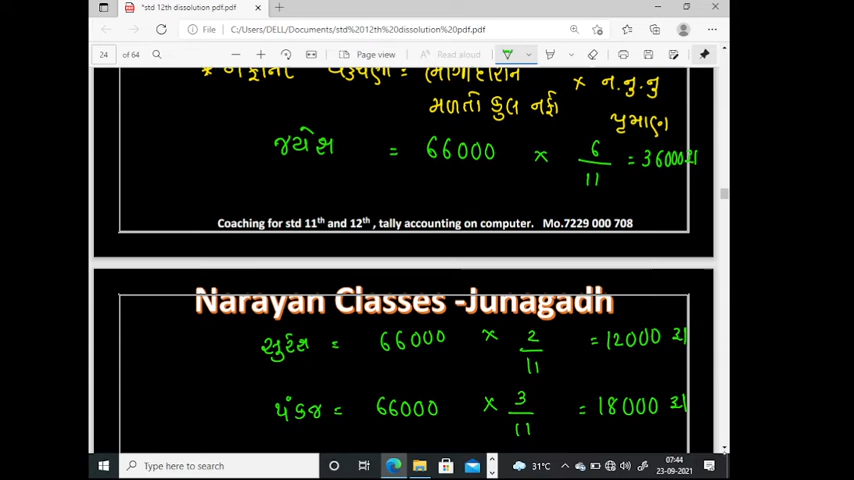 *std 12th dissolution pdf.pdf
File
C:/Users/DELL/Documents/std%2012th%20dissolution%20pdf.pdf
24 of 64
Page view
Read aloud
મળતો કુલ નફો × ન.નુ.નુ
પ્રમાણ
જયેશ = 66000 × 6/11 = 36000 રૂા
Coaching for std 11th and 12th , tally accounting on computer. Mo.7229 000 708
Narayan Classes -Junagadh
સુરેશ = 66000 × 2/11 = 12000 રૂા
પંકજ = 66000 × 3/11 = 18000 રૂા
Type here to search
31°C
07:44
23-09-2021